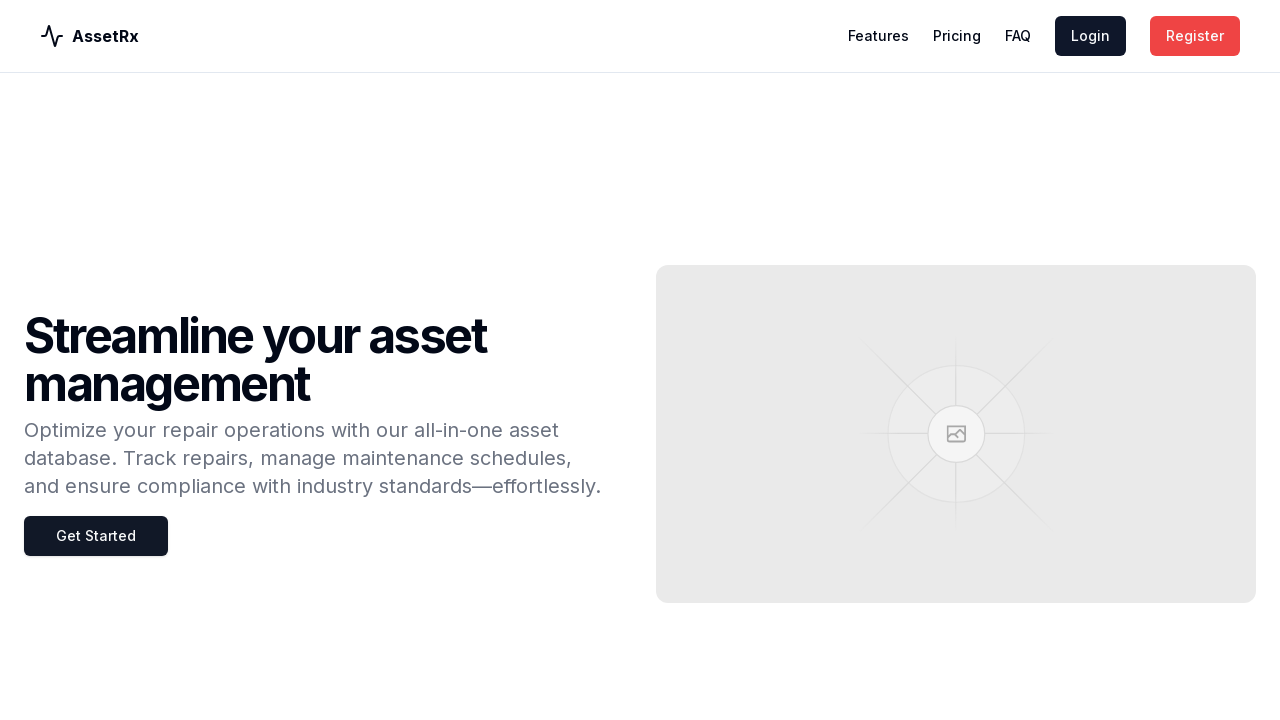 AssetRx
Features
Pricing
FAQ
Login
Register
Streamline your asset
management
Optimize your repair operations with our all-in-one asset
database. Track repairs, manage maintenance schedules,
and ensure compliance with industry standards—effortlessly.
Get Started